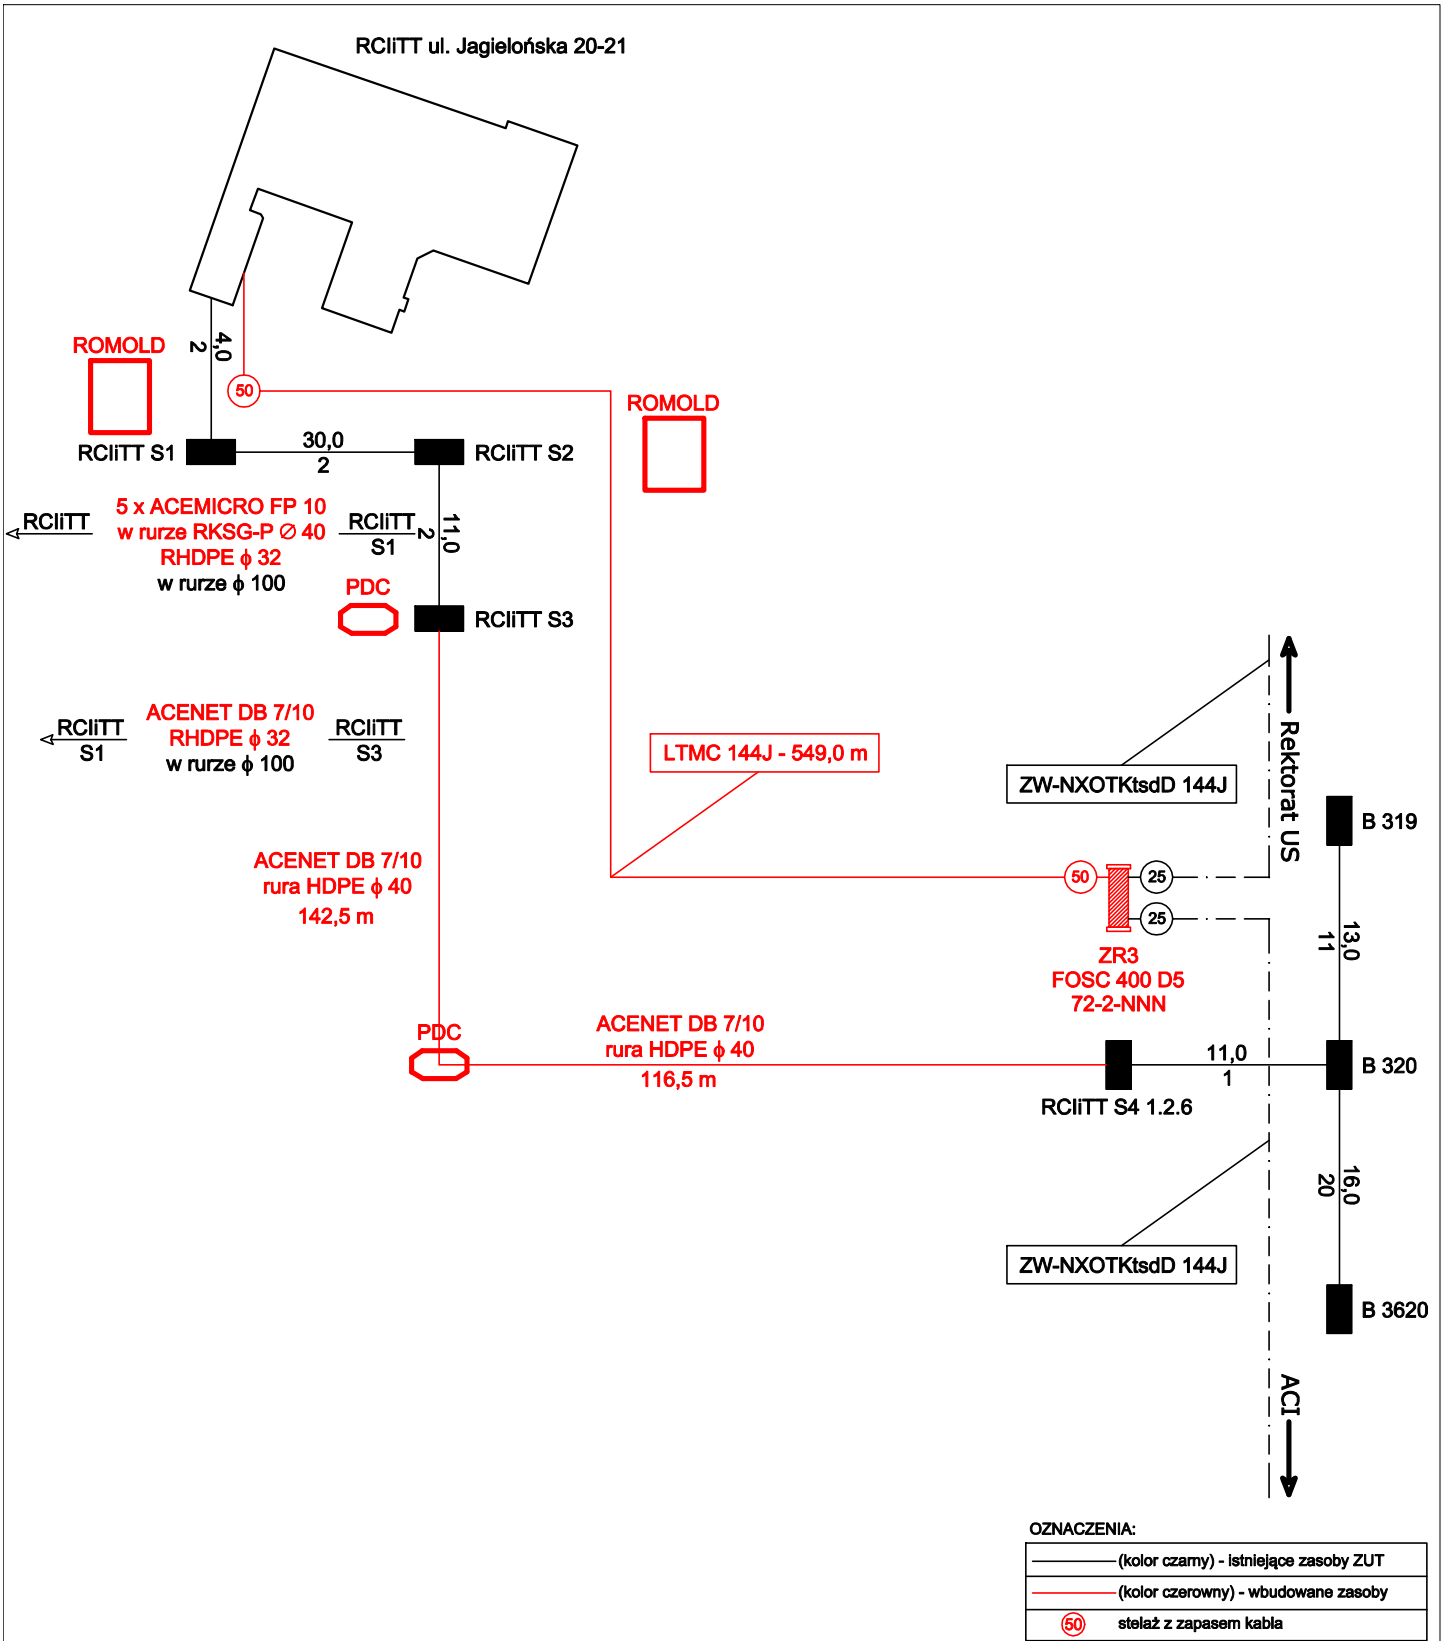 RCIiTT ul. Jagielońska 20-21
4,0
2
ROMOLD
50
ROMOLD
RCIiTT S1
30,0
2
RCIiTT S2
RCIiTT
5 x ACEMICRO FP 10
w rurze RKSG-P Ø 40
RHDPE ϕ 32
w rurze ϕ 100
RCIiTT
S1
11,0
2
PDC
RCIiTT S3
RCIiTT
S1
ACENET DB 7/10
RHDPE ϕ 32
w rurze ϕ 100
RCIiTT
S3
LTMC 144J - 549,0 m
ZW-NXOTKtsdD 144J
Rektorat US
B 319
ACENET DB 7/10
rura HDPE ϕ 40
142,5 m
50
25
25
13,0
11
ZR3
FOSC 400 D5
72-2-NNN
PDC
ACENET DB 7/10
rura HDPE ϕ 40
116,5 m
11,0
1
B 320
RCIiTT S4 1.2.6
16,0
20
ZW-NXOTKtsdD 144J
B 3620
ACI
OZNACZENIA:
(kolor czarny) - istniejące zasoby ZUT
(kolor czerowny) - wbudowane zasoby
50 stelaż z zapasem kabla